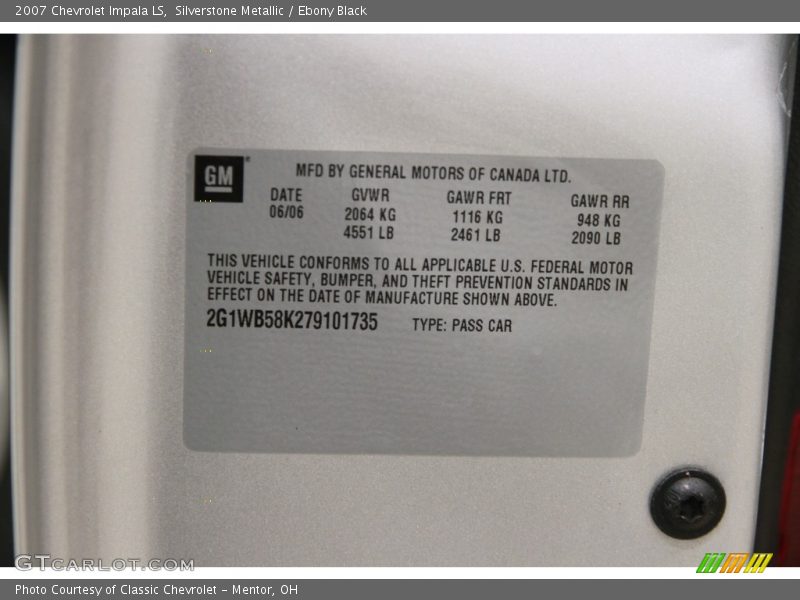 2007 Chevrolet Impala LS, Silverstone Metallic / Ebony Black
GM
MFD BY GENERAL MOTORS OF CANADA LTD.
DATE GVWR GAWR FRT GAWR RR
06/06 2064 KG 1116 KG 948 KG
4551 LB 2461 LB 2090 LB
THIS VEHICLE CONFORMS TO ALL APPLICABLE U.S. FEDERAL MOTOR
VEHICLE SAFETY, BUMPER, AND THEFT PREVENTION STANDARDS IN
EFFECT ON THE DATE OF MANUFACTURE SHOWN ABOVE.
2G1WB58K279101735 TYPE: PASS CAR
GTCARLOT.COM
Photo Courtesy of Classic Chevrolet - Mentor, OH